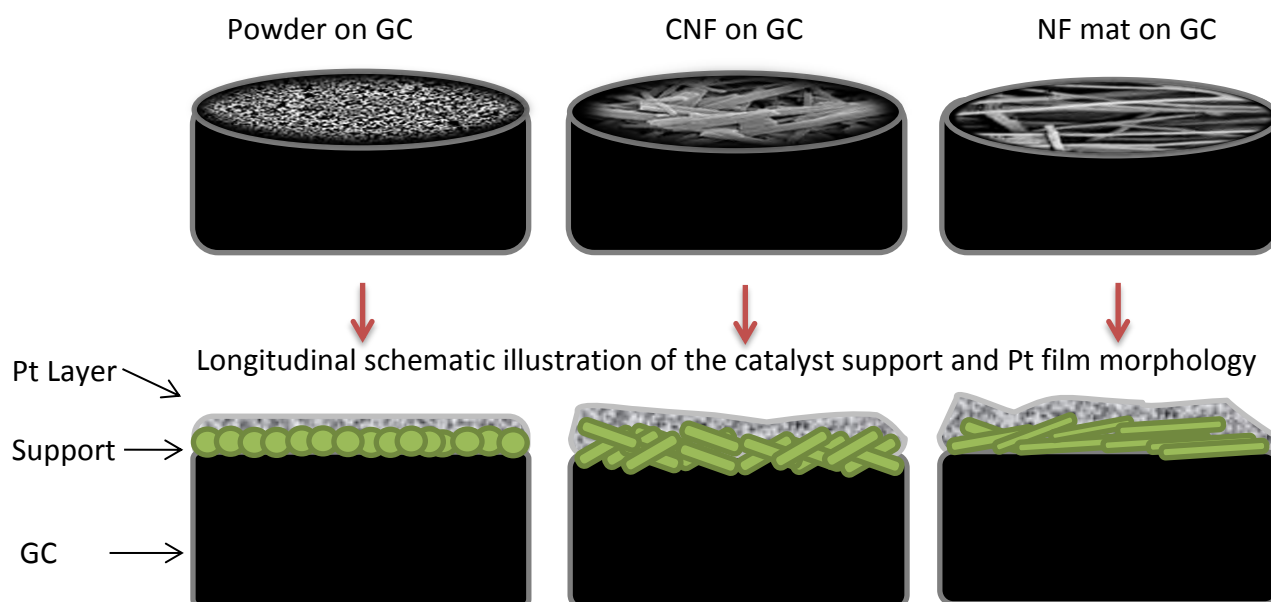 Powder on GC
CNF on GC
NF mat on GC
Longitudinal schematic illustration of the catalyst support and Pt film morphology
Pt Layer
Support
GC